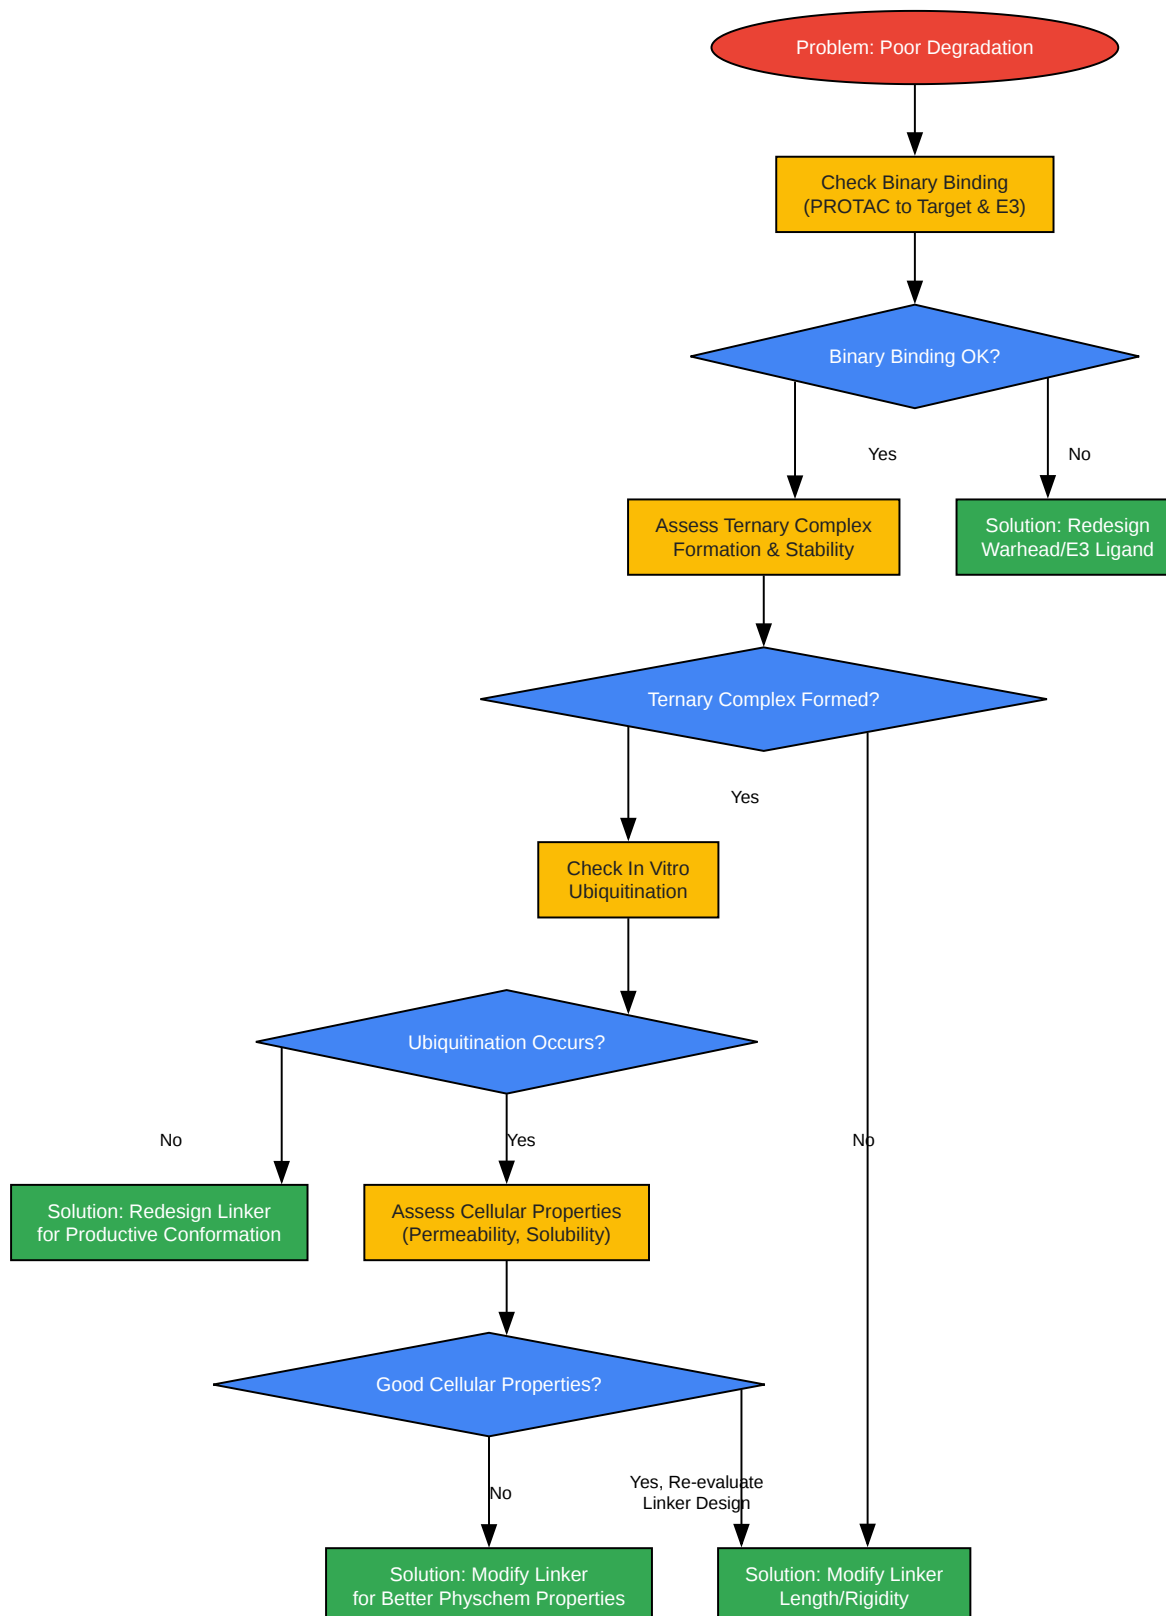 Problem: Poor Degradation
Check Binary Binding
(PROTAC to Target & E3)
Binary Binding OK?
Yes
No
Assess Ternary Complex
Formation & Stability
Solution: Redesign
Warhead/E3 Ligand
Ternary Complex Formed?
Yes
Check In Vitro
Ubiquitination
Ubiquitination Occurs?
No
Yes
No
Solution: Redesign Linker
for Productive Conformation
Assess Cellular Properties
(Permeability, Solubility)
Good Cellular Properties?
No
Yes, Re-evaluate
Linker Design
Solution: Modify Linker
for Better Physchem Properties
Solution: Modify Linker
Length/Rigidity